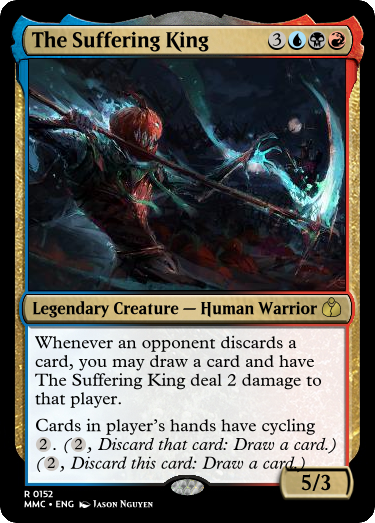 The Suffering King 3
Legendary Creature — Human Warrior
Whenever an opponent discards a
card, you may draw a card and have
The Suffering King deal 2 damage to
that player.
Cards in player's hands have cycling
2. (2, Discard that card: Draw a card.)
(2, Discard this card: Draw a card.)
5/3
R 0152
MMC • ENG Jason Nguyen